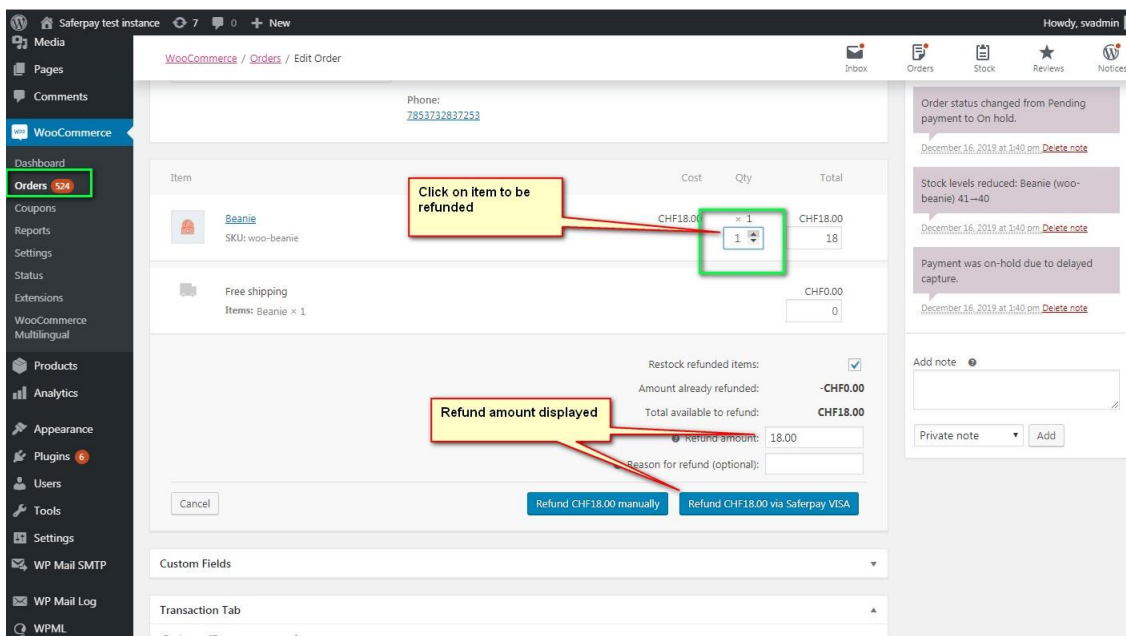 Saferpay test instance 7 0 + New Howdy, svadmin
Media
Pages
Comments
WooCommerce
Dashboard
Orders 524
Coupons
Reports
Settings
Status
Extensions
WooCommerce
Multilingual
Products
Analytics
Appearance
Plugins 6
Users
Tools
Settings
WP Mail SMTP
WP Mail Log
WPML
WooCommerce / Orders / Edit Order
Inbox Orders Stock Reviews Notices
Phone:
7853732837253
Item Cost Qty Total
Click on item to be
refunded
Beanie CHF18.00 × 1 CHF18.00
SKU: woo-beanie 1 18
Free shipping CHF0.00
Items: Beanie × 1 0
Restock refunded items:
Amount already refunded: -CHF0.00
Total available to refund: CHF18.00
Refund amount displayed
Refund amount: 18.00
Reason for refund (optional):
Cancel Refund CHF18.00 manually Refund CHF18.00 via Saferpay VISA
Custom Fields
Transaction Tab
Order status changed from Pending
payment to On hold.
December 16, 2019 at 1:40 pm Delete note
Stock levels reduced: Beanie (woo-
beanie) 41→40
December 16, 2019 at 1:40 pm Delete note
Payment was on-hold due to delayed
capture.
December 16, 2019 at 1:40 pm Delete note
Add note
Private note Add